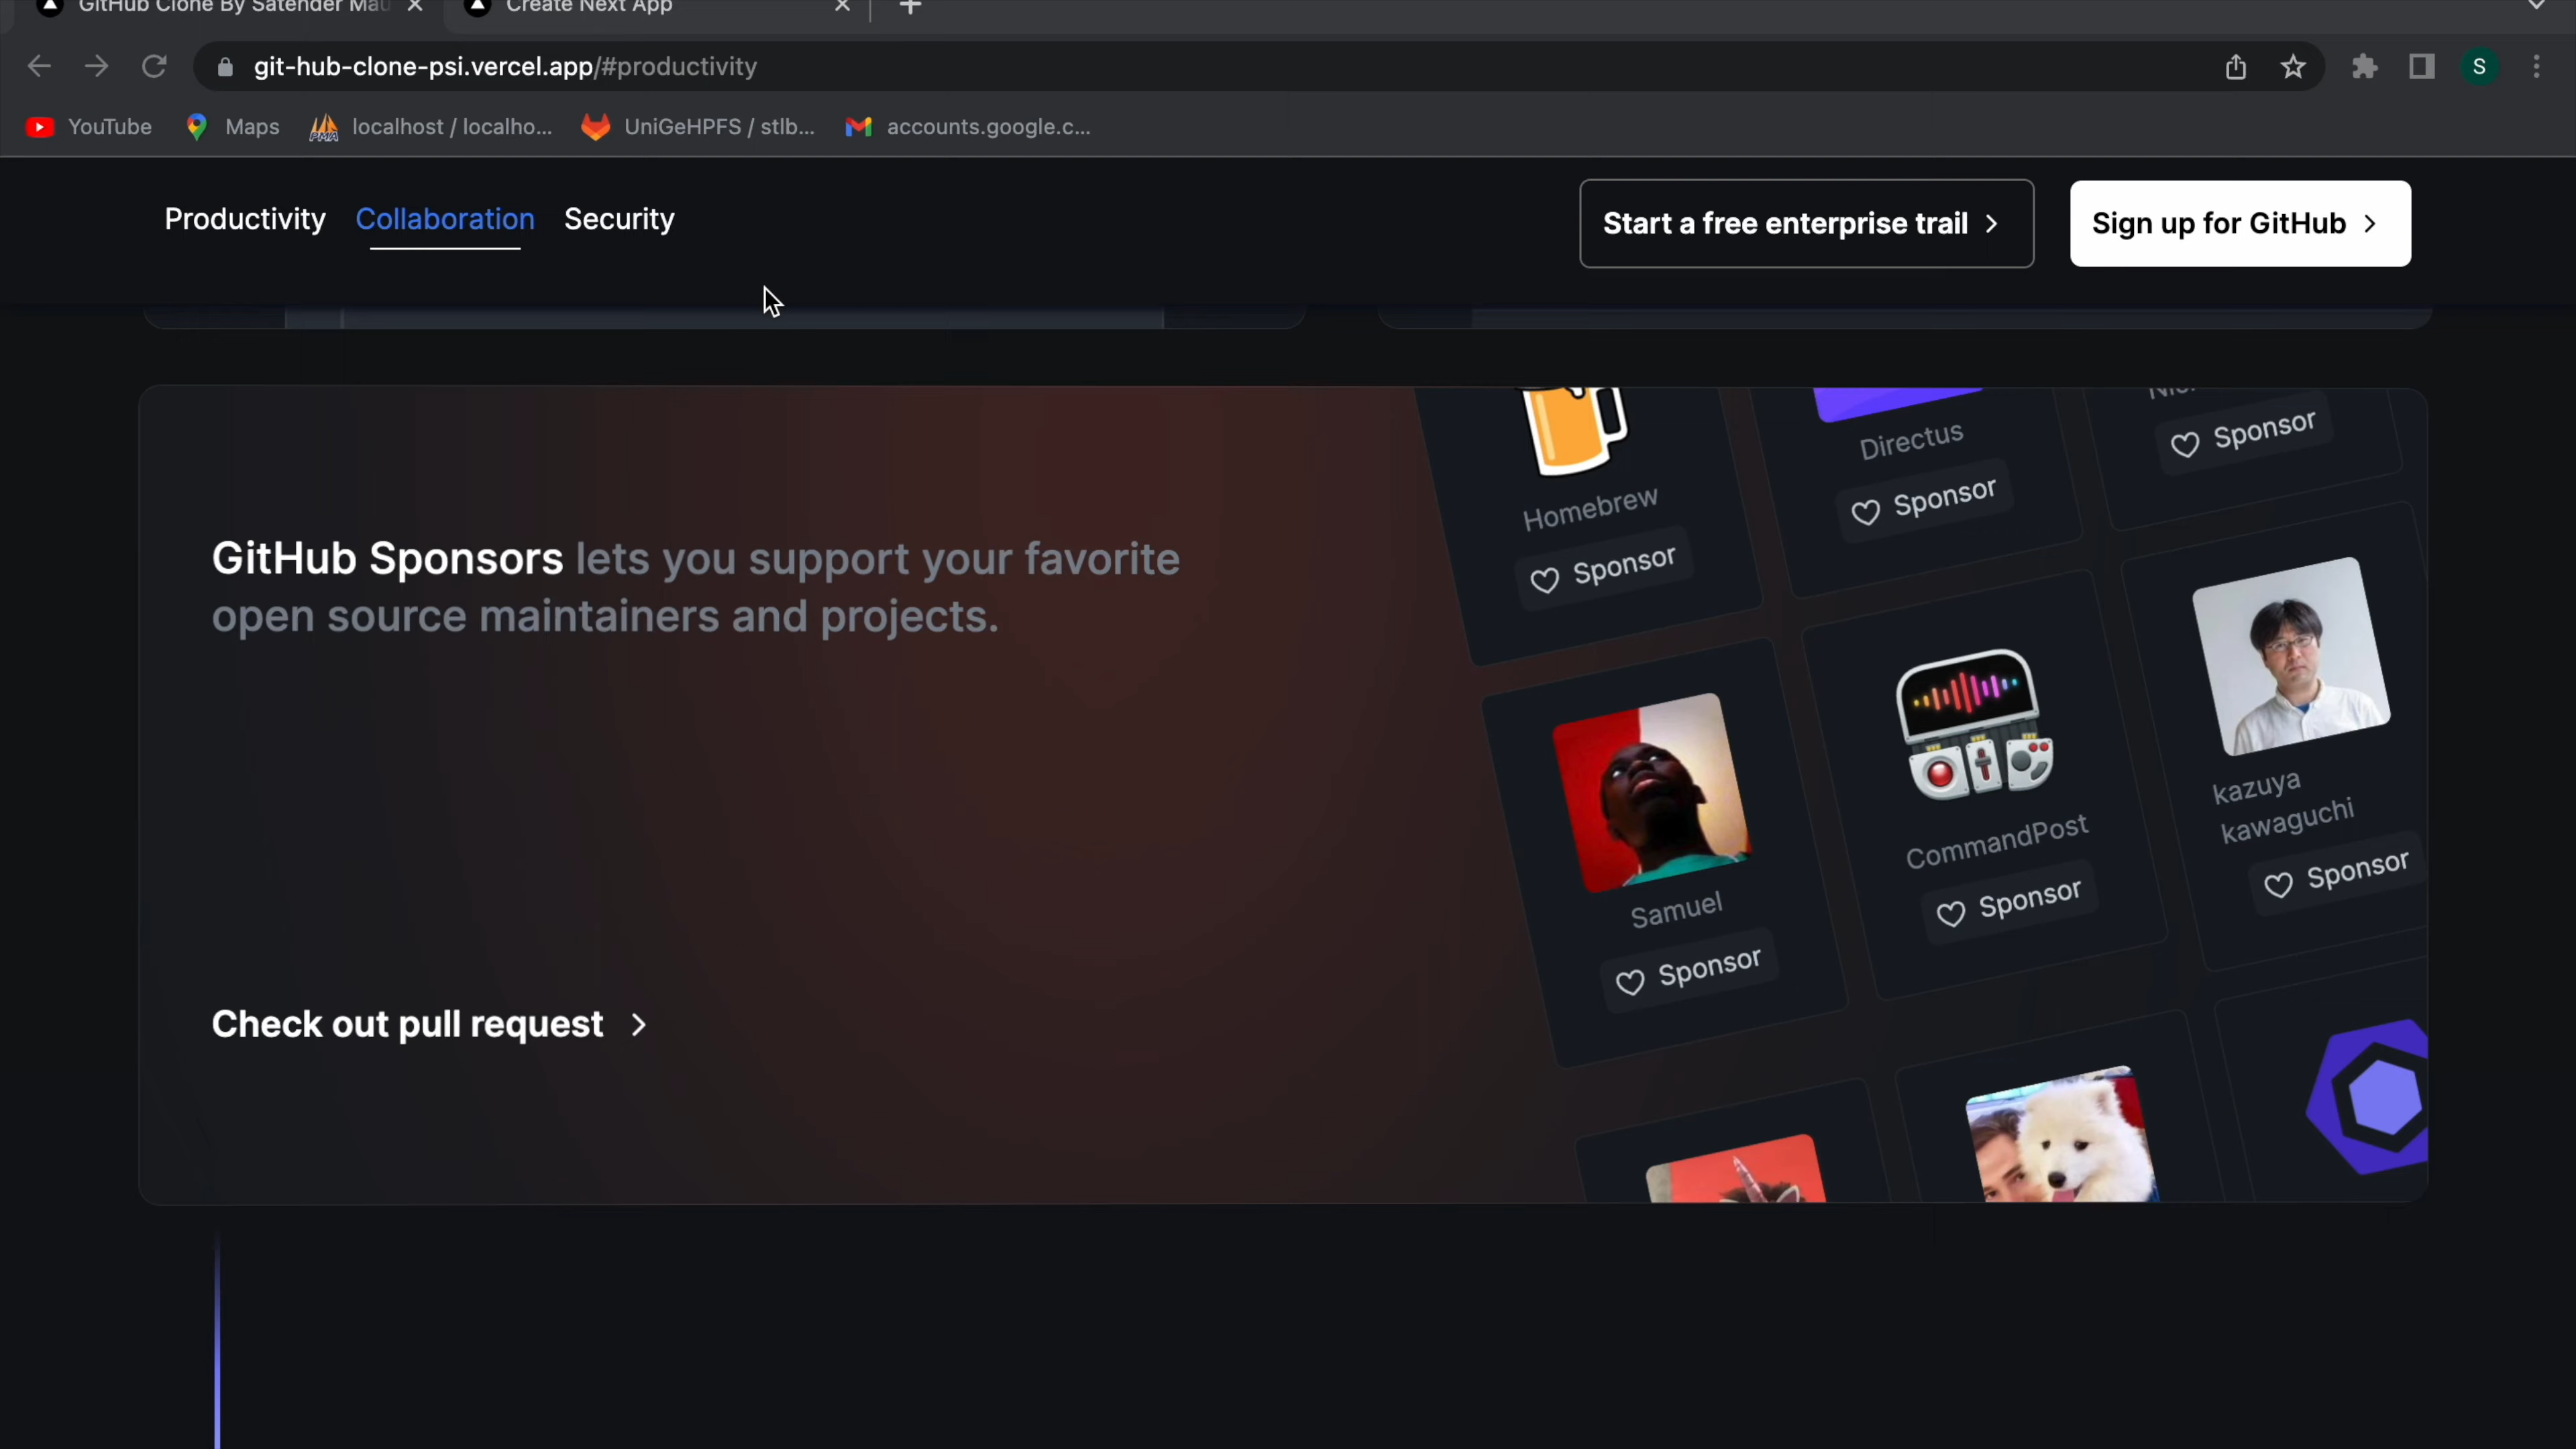 GitHub Clone By Satender Mau
Create Next App
git-hub-clone-psi.vercel.app/#productivity
S
YouTube
Maps
PMA
localhost / localho...
UniGeHPFS / stlb...
accounts.google.c...
Productivity
Collaboration
Security
Start a free enterprise trail
Sign up for GitHub
GitHub Sponsors lets you support your favorite
open source maintainers and projects.
Check out pull request
Homebrew
Sponsor
Directus
Sponsor
Sponsor
Samuel
Sponsor
CommandPost
Sponsor
kazuya
kawaguchi
Sponsor